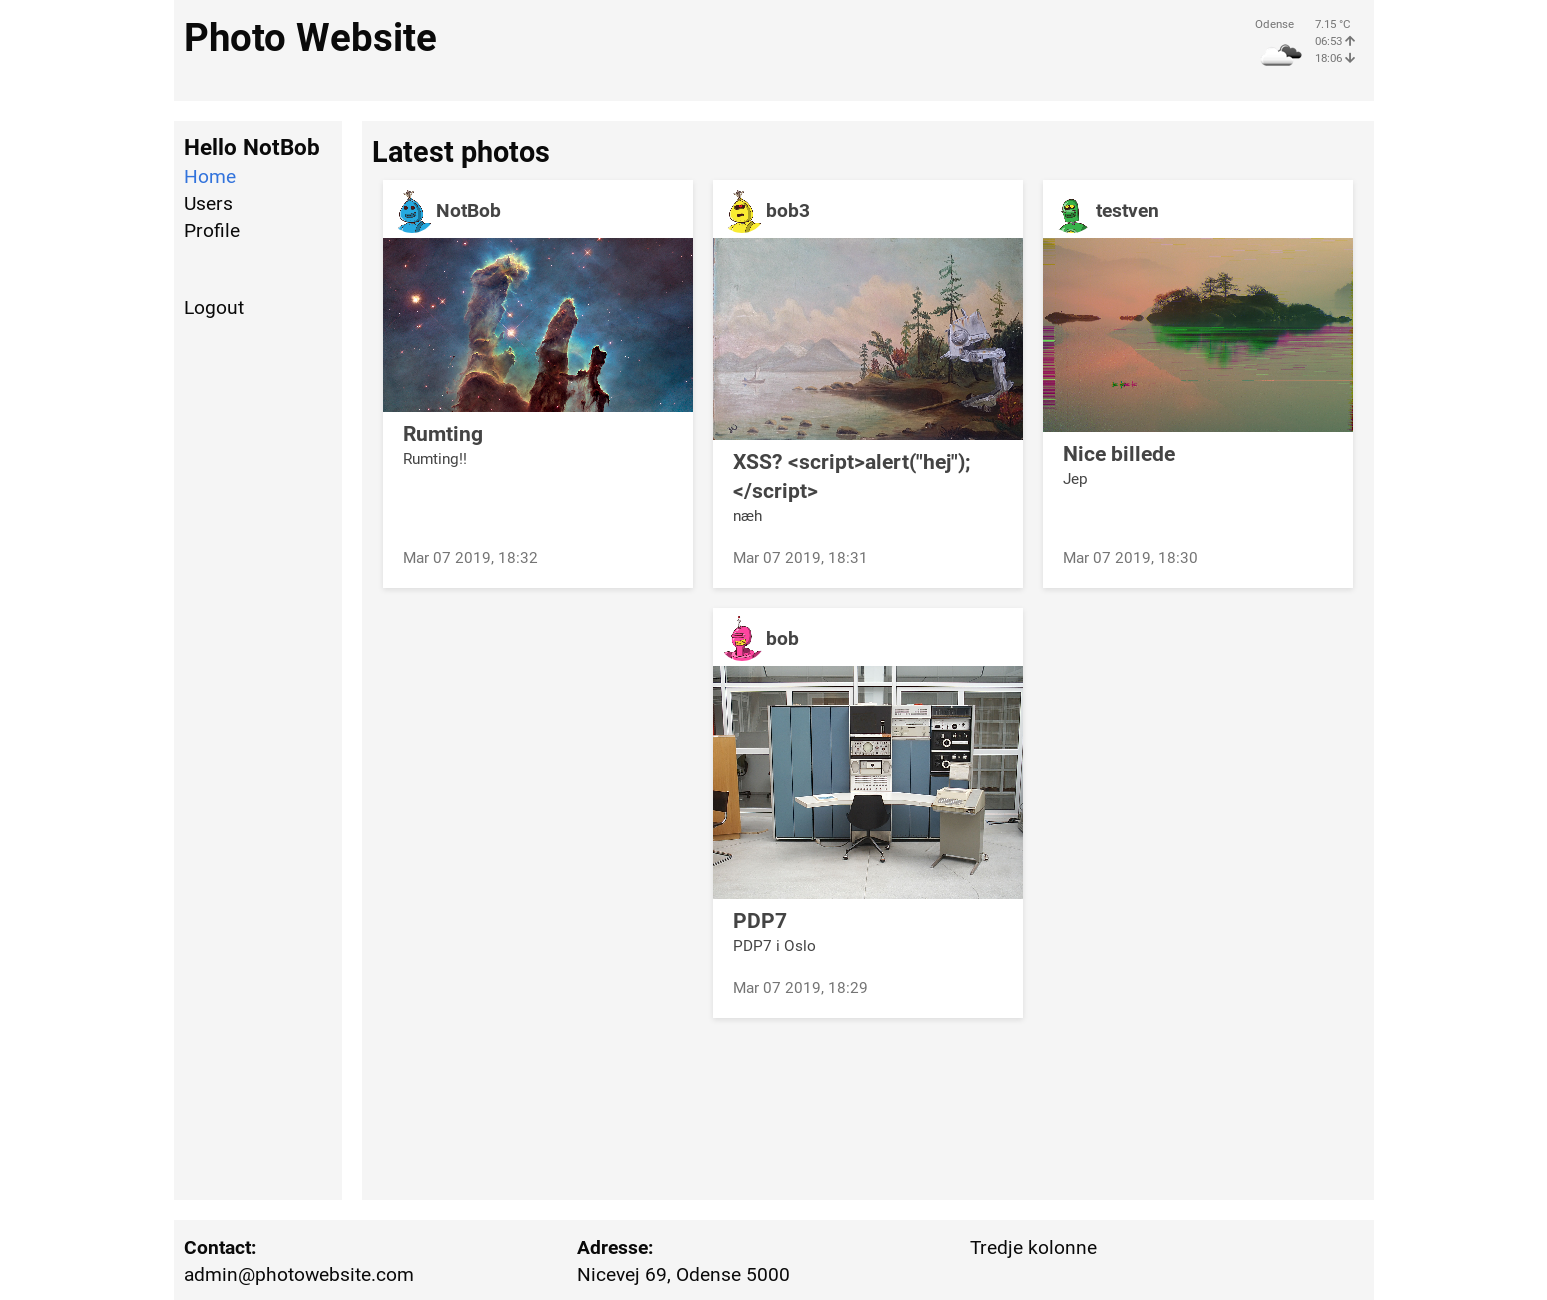 Photo Website
Odense 7.15 °C
06:53
18:06
Hello NotBob
Home
Users
Profile
Logout
Latest photos
NotBob
Rumting
Rumting!!
Mar 07 2019, 18:32
bob3
XSS? <script>alert("hej");
</script>
næh
Mar 07 2019, 18:31
testven
Nice billede
Jep
Mar 07 2019, 18:30
bob
PDP7
PDP7 i Oslo
Mar 07 2019, 18:29
Contact:
admin@photowebsite.com
Adresse:
Nicevej 69, Odense 5000
Tredje kolonne